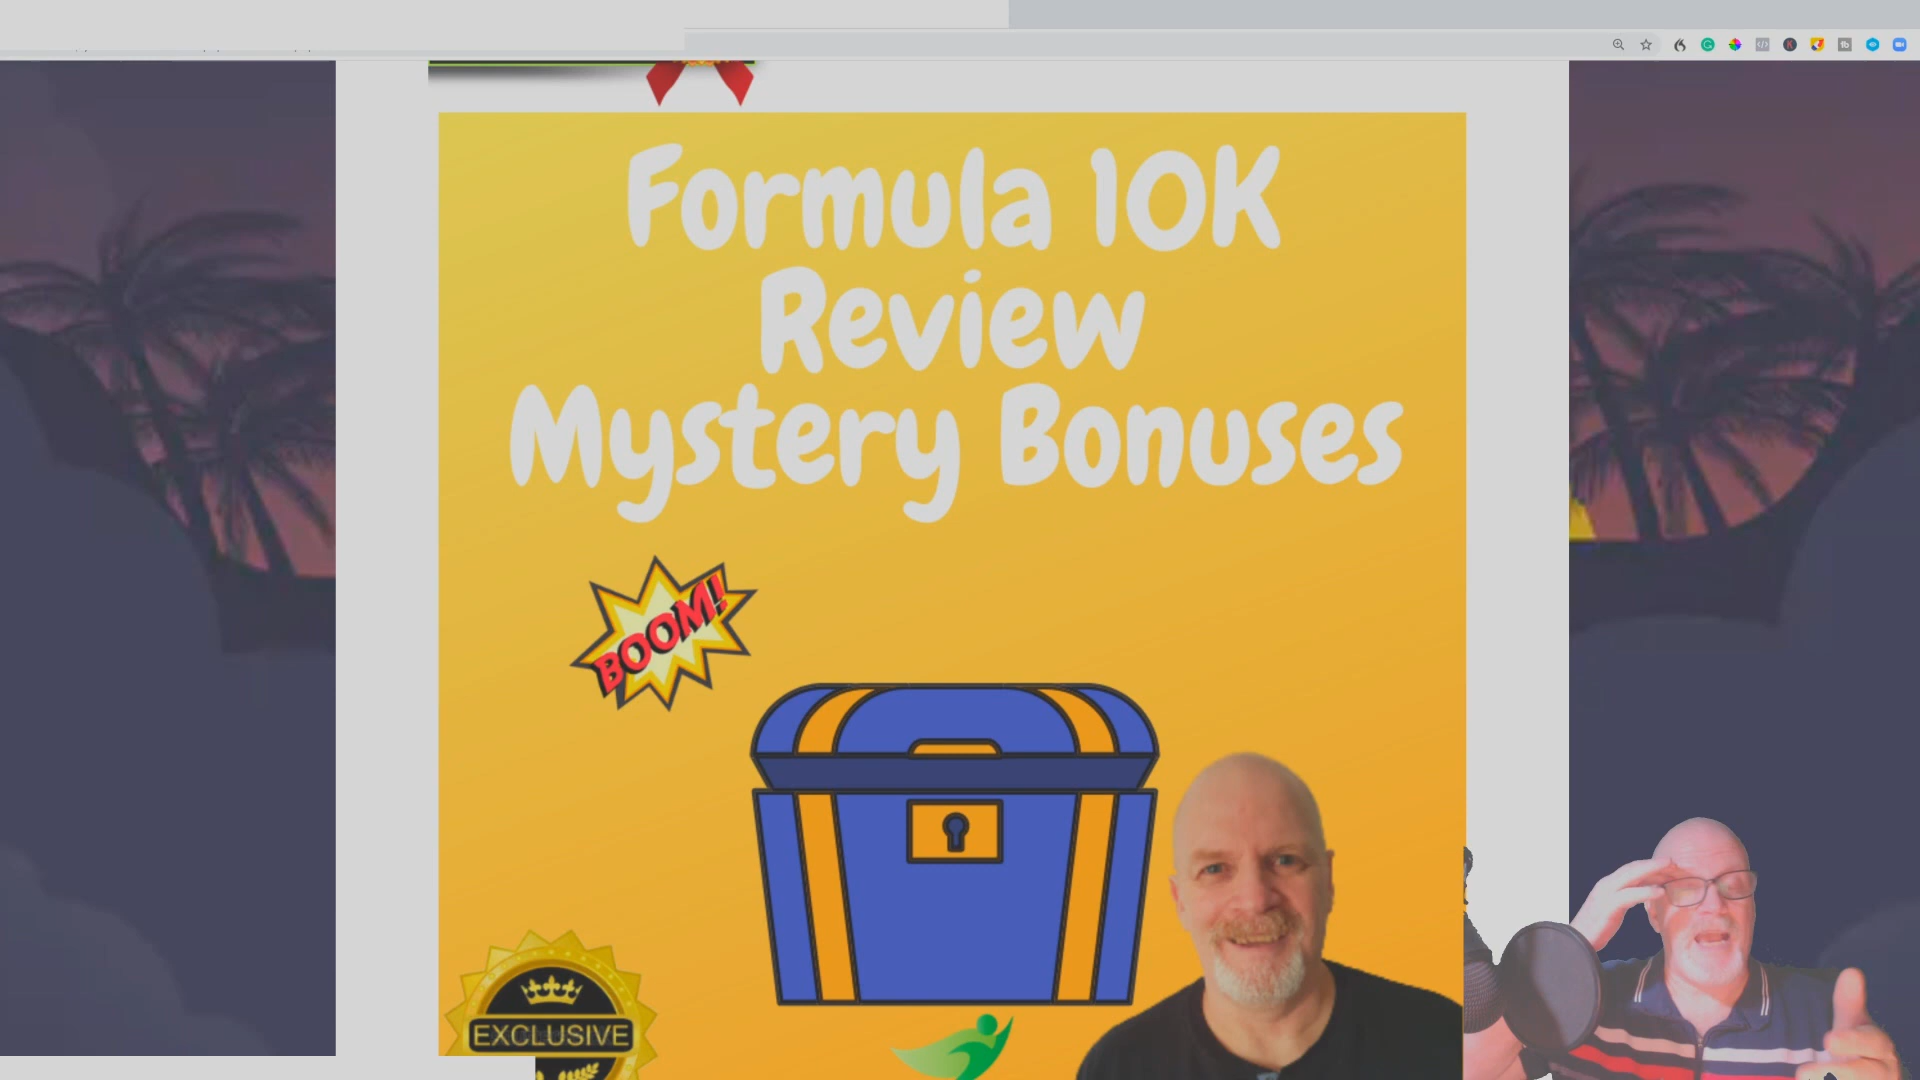 Formula 10K
Review
Mystery Bonuses
BOOM!
EXCLUSIVE